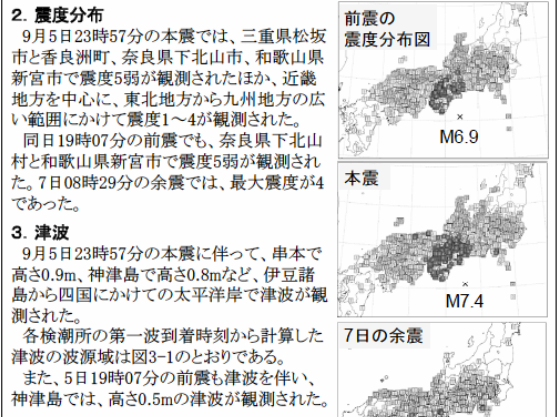 2．震度分布
9月5日23時57分の本震では、三重県松坂
市と香良洲町、奈良県下北山市、和歌山県
新宮市で震度5弱が観測されたほか、近畿
地方を中心に、東北地方から九州地方の広
い範囲にかけて震度1～4が観測された。
同日19時07分の前震でも、奈良県下北山
村と和歌山県新宮市で震度5弱が観測され
た。7日08時29分の余震では、最大震度が4
であった。
3．津波
9月5日23時57分の本震に伴って、串本で
高さ0.9m、神津島で高さ0.8mなど、伊豆諸
島から四国にかけての太平洋岸で津波が観
測された。
各検潮所の第一波到着時刻から計算した
津波の波源域は図3-1のとおりである。
また、5日19時07分の前震も津波を伴い、
神津島では、高さ0.5mの津波が観測された。
前震の
震度分布図
M6.9
本震
M7.4
7日の余震